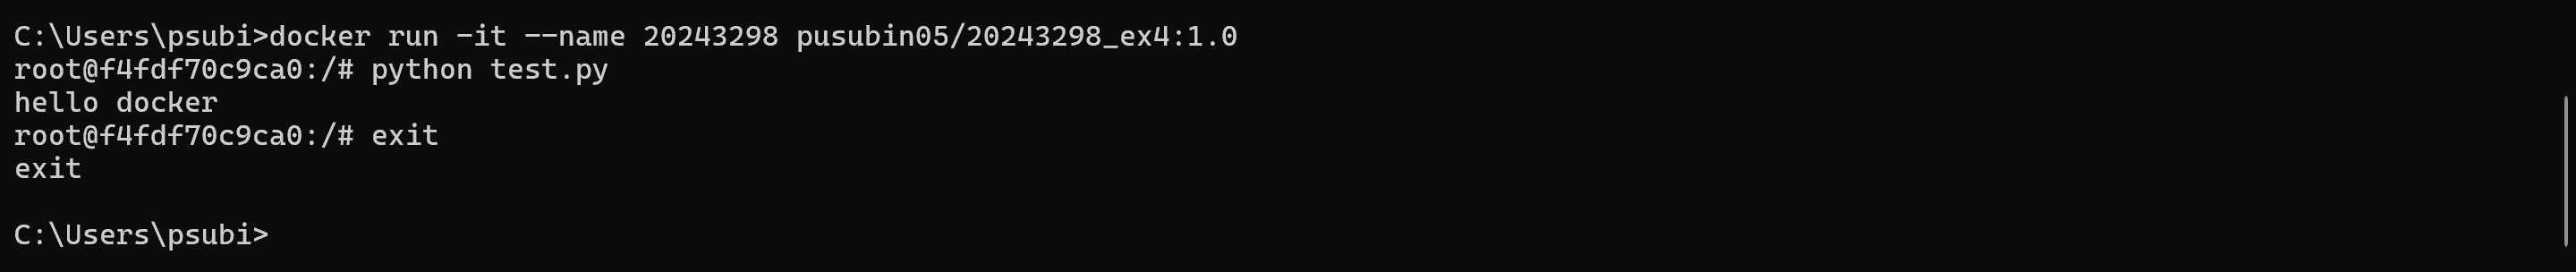 C:\Users\psubi>docker run -it --name 20243298 pusubin05/20243298_ex4:1.0
root@f4fdf70c9ca0:/# python test.py
hello docker
root@f4fdf70c9ca0:/# exit
exit
C:\Users\psubi>